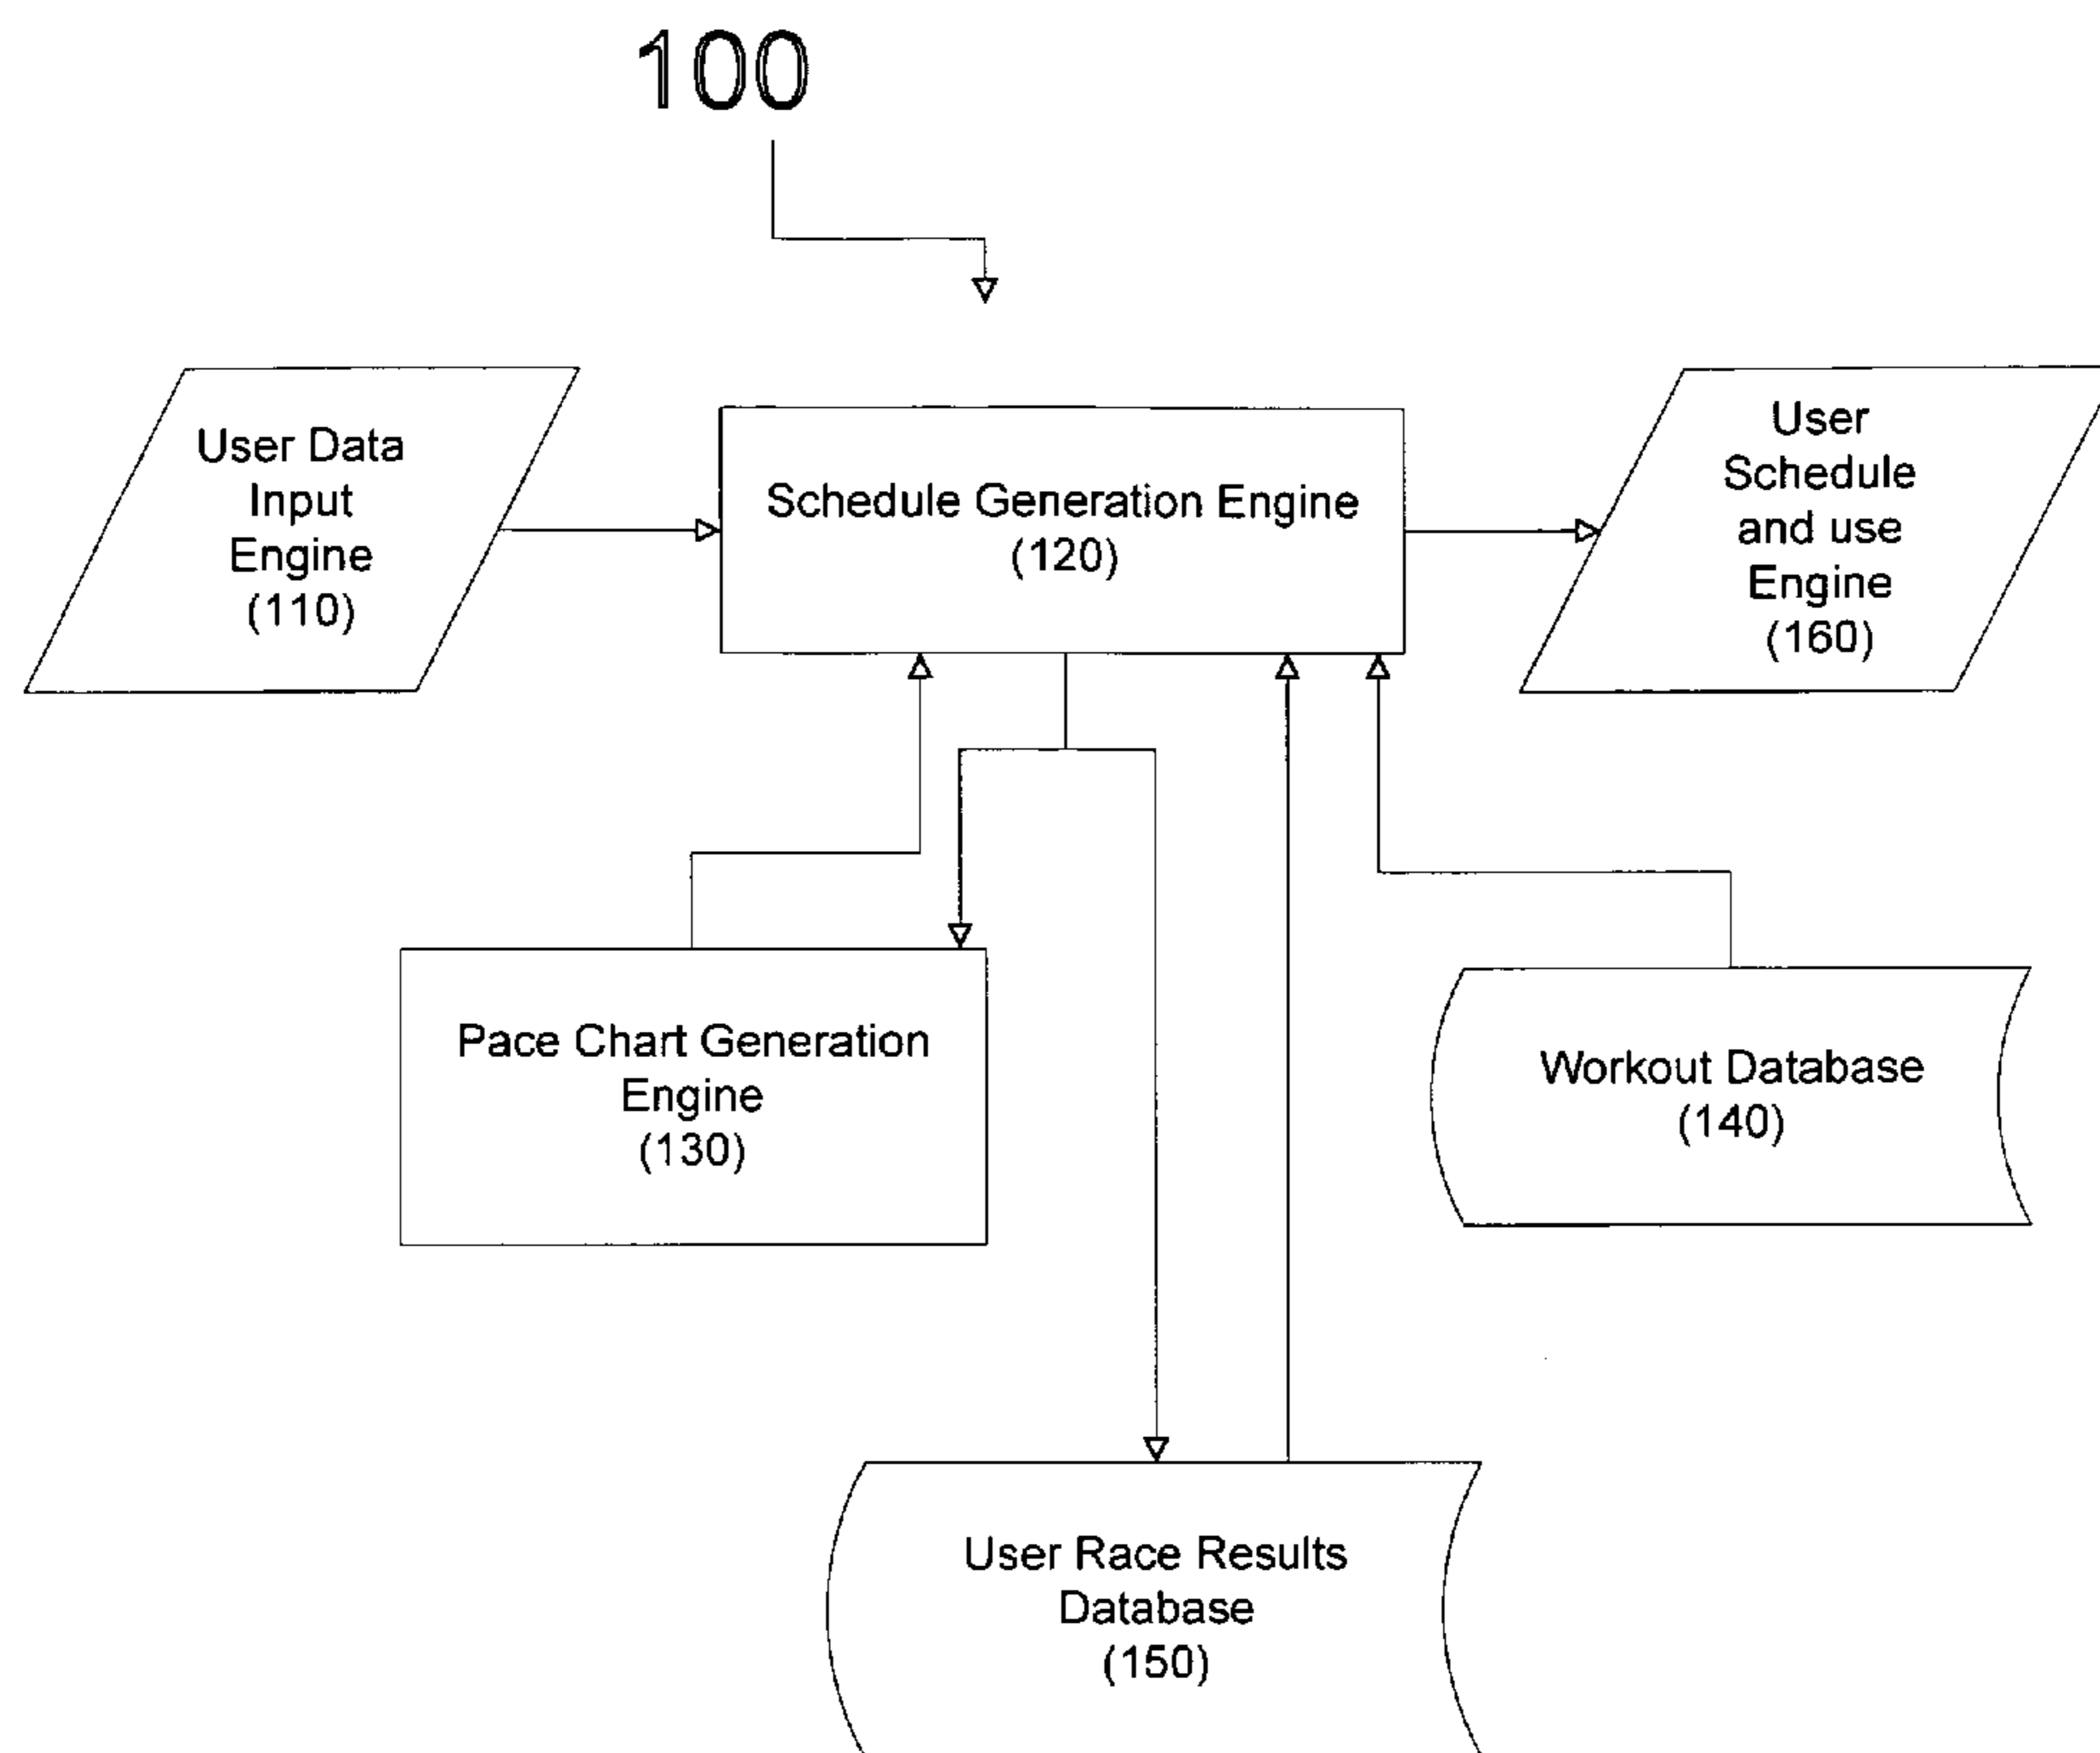 100
User Data
Input
Engine
(110)
Schedule Generation Engine
(120)
User
Schedule
and use
Engine
(160)
Pace Chart Generation
Engine
(130)
Workout Database
(140)
User Race Results
Database
(150)